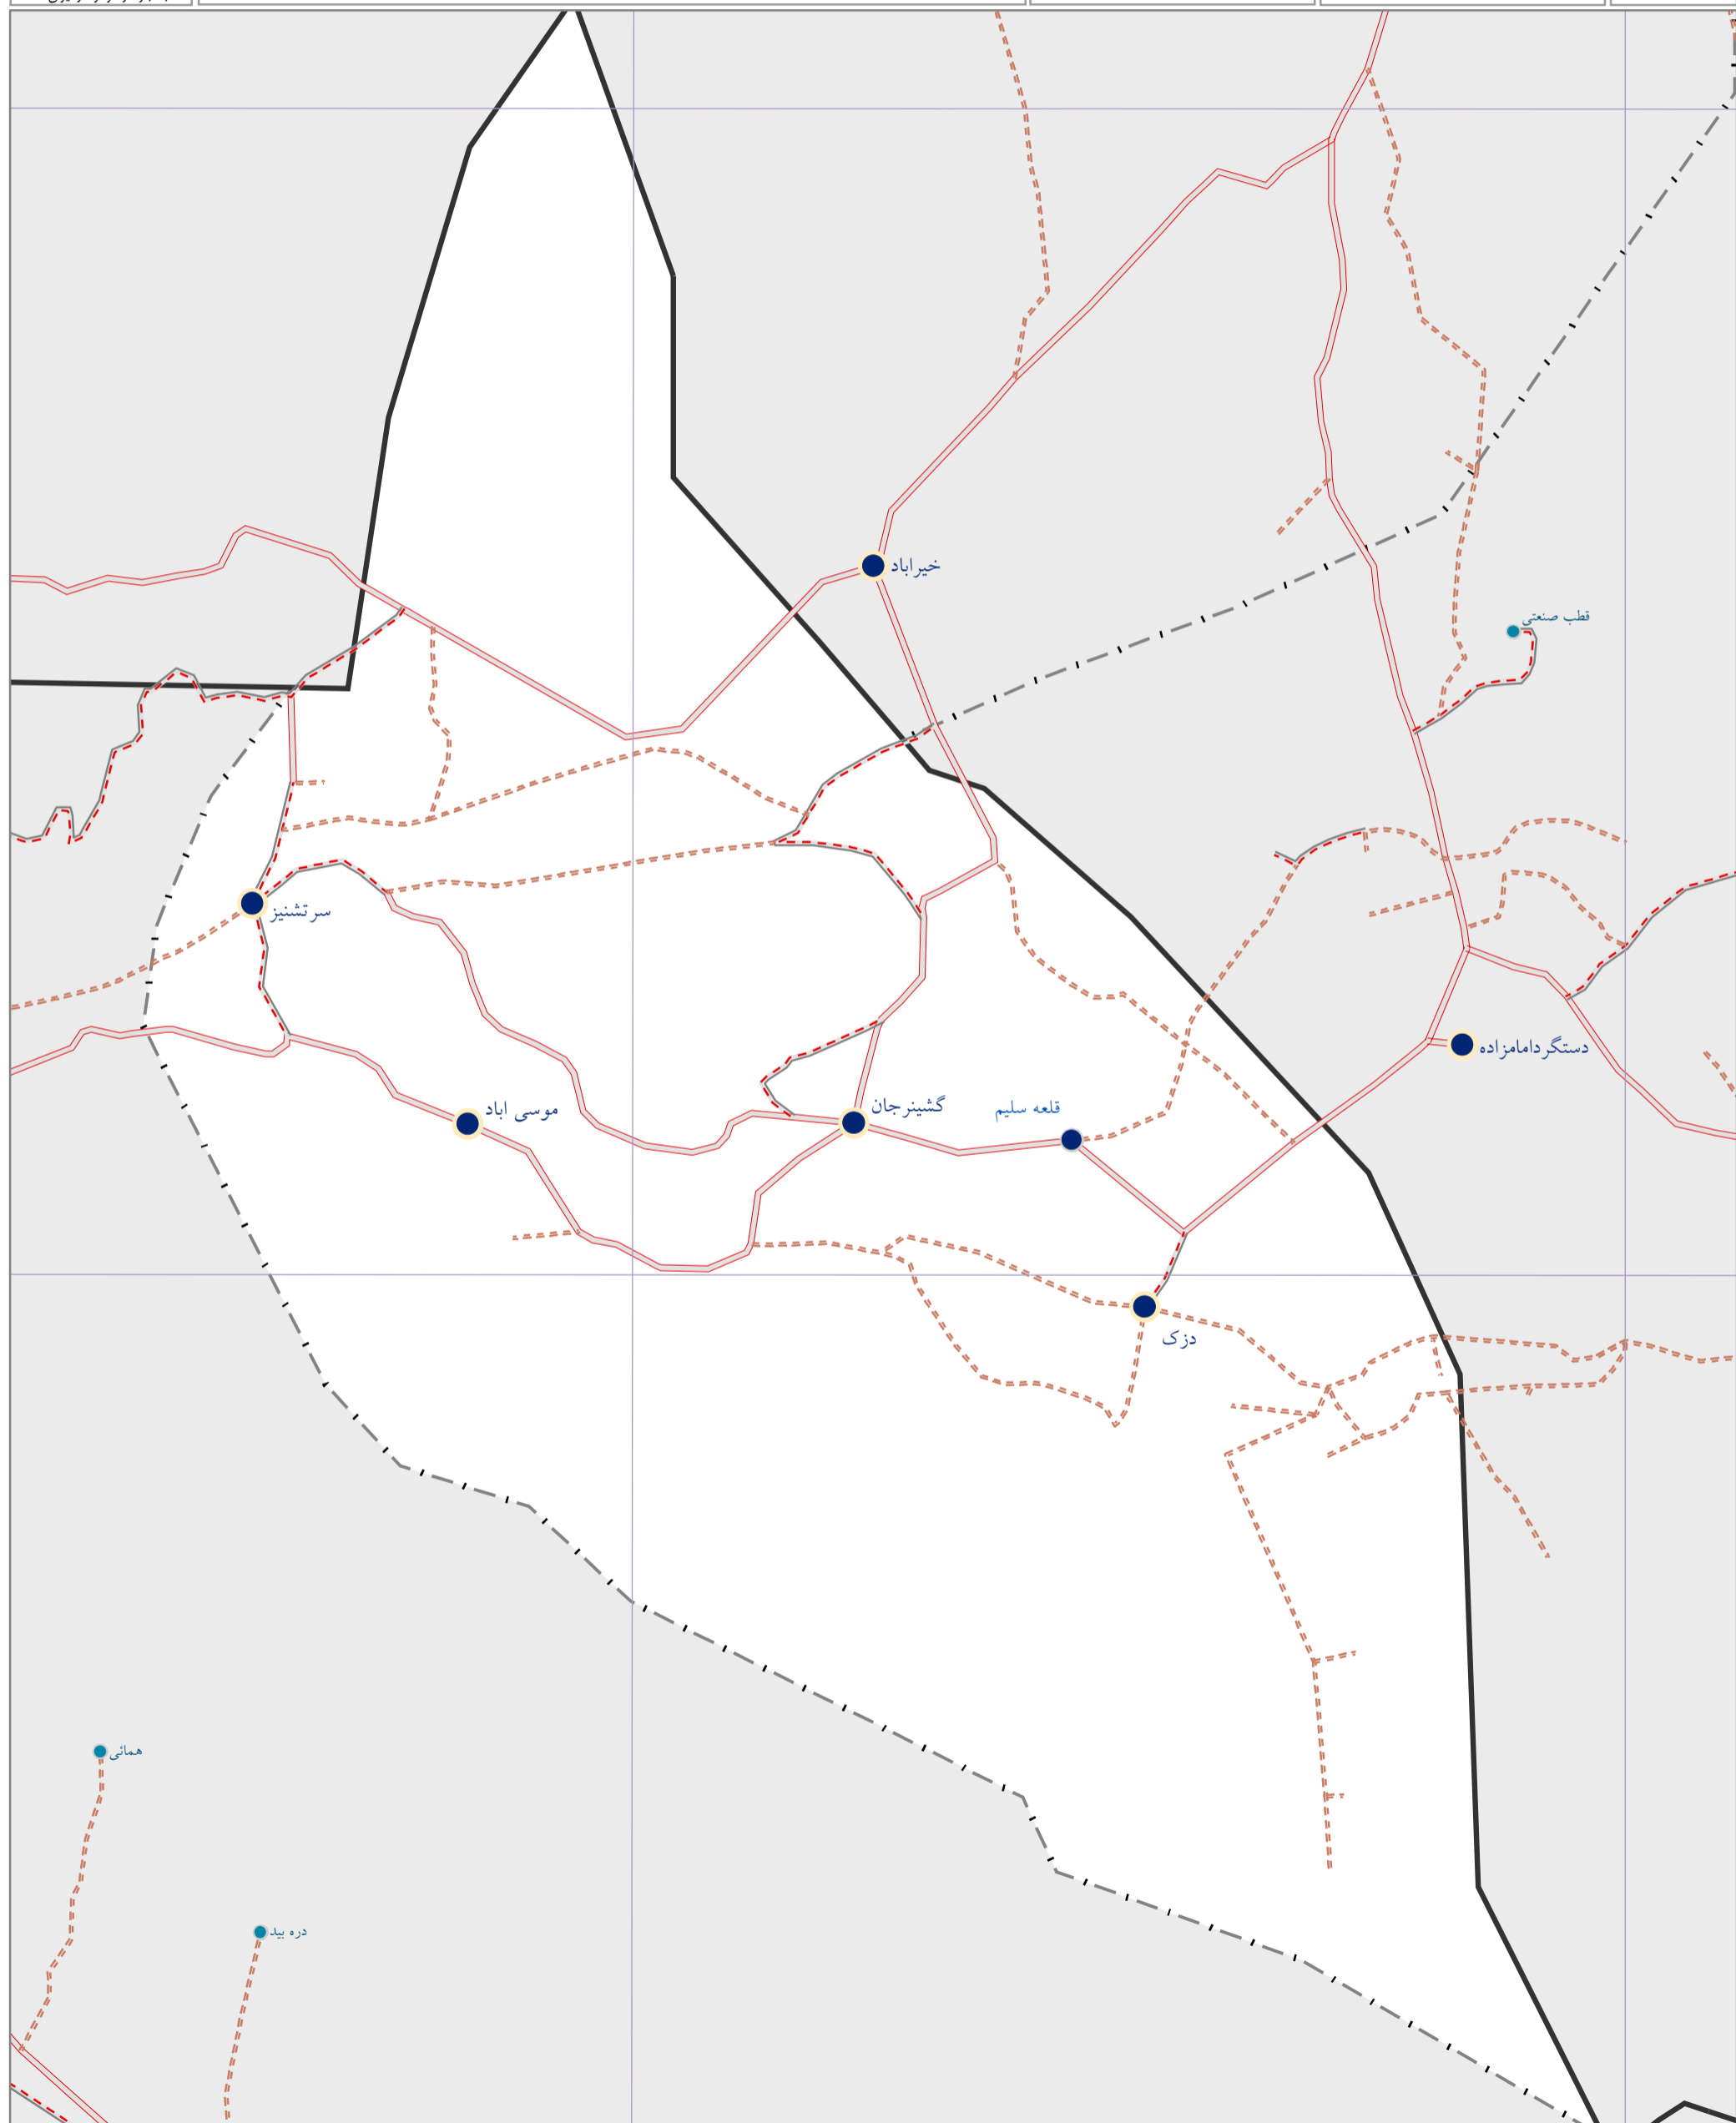 خیراباد
قطب صنعتی
سرتشنیز
دستگردامامزاده
گشینرجان
قلعه سلیم
موسی اباد
دزک
همائی
دره بید